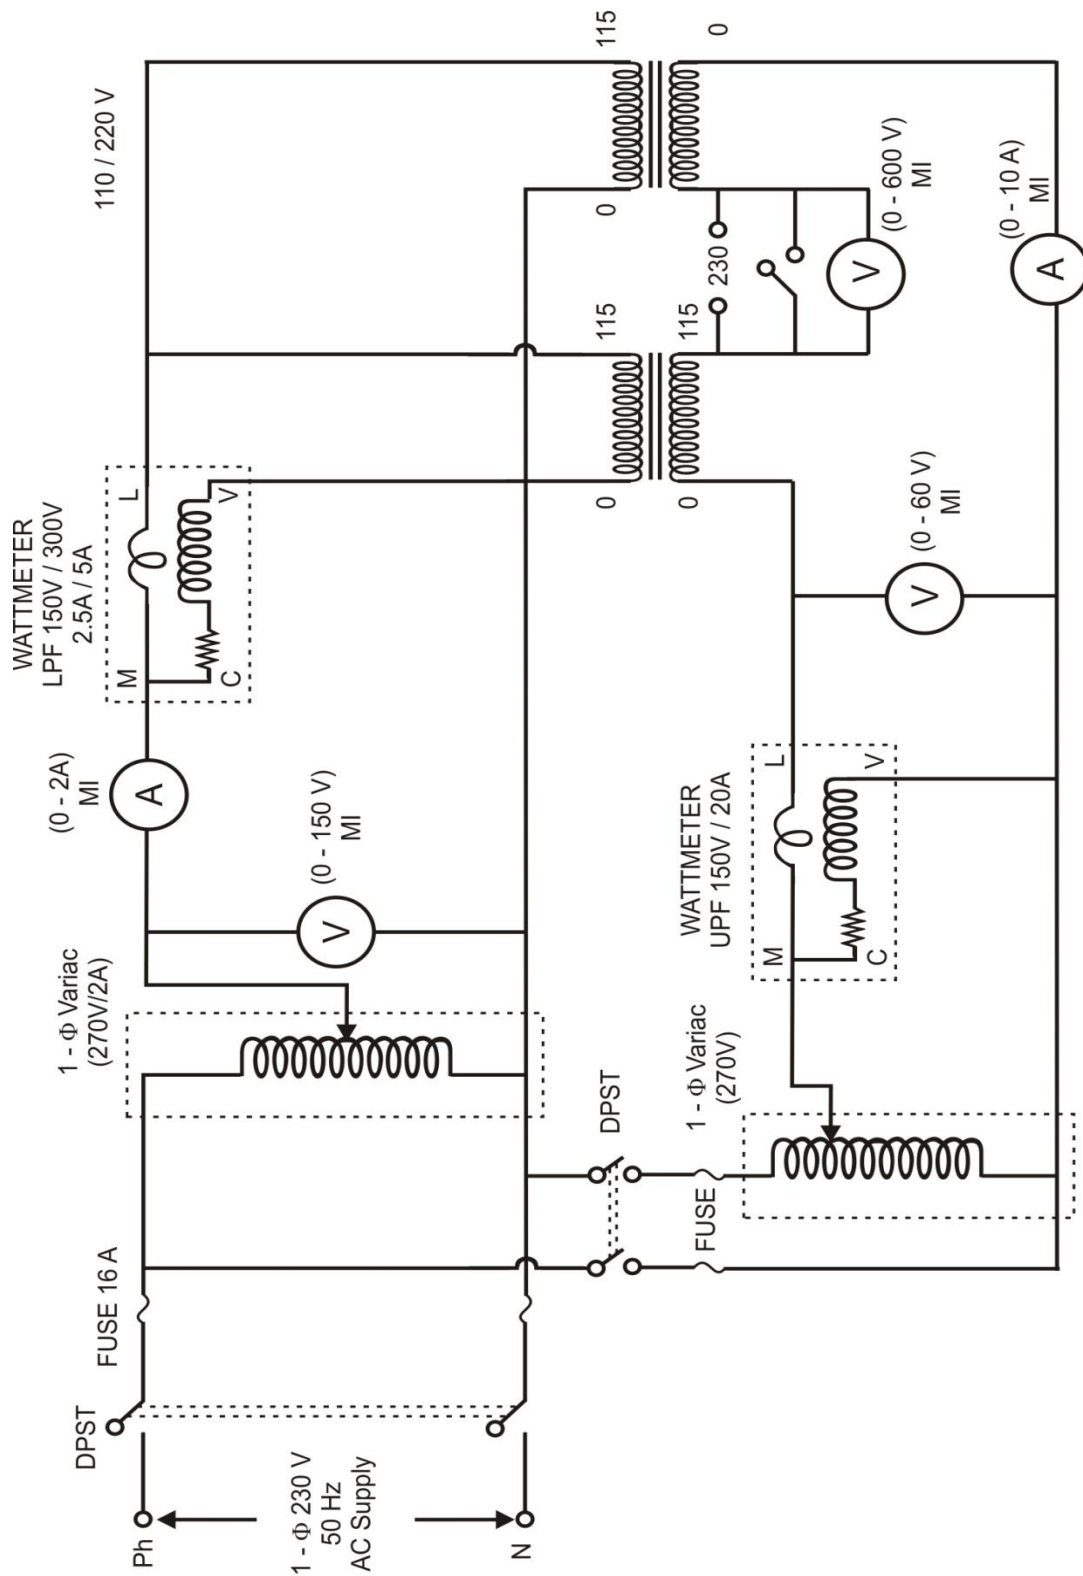 DPST
FUSE 16 A
1 - Φ Variac
(270V/2A)
(0 - 2A)
MI
A
WATTMETER
LPF 150V / 300V
2.5A / 5A
M
L
C
V
110 / 220 V
Ph
1 - Φ 230 V
50 Hz
AC Supply
N
(0 - 150 V)
MI
V
0
115
0
115
0
115
0
230
DPST
FUSE
1 - Φ Variac
(270V)
WATTMETER
UPF 150V / 20A
M
L
C
V
(0 - 60 V)
MI
V
(0 - 600 V)
MI
V
(0 - 10 A)
MI
A